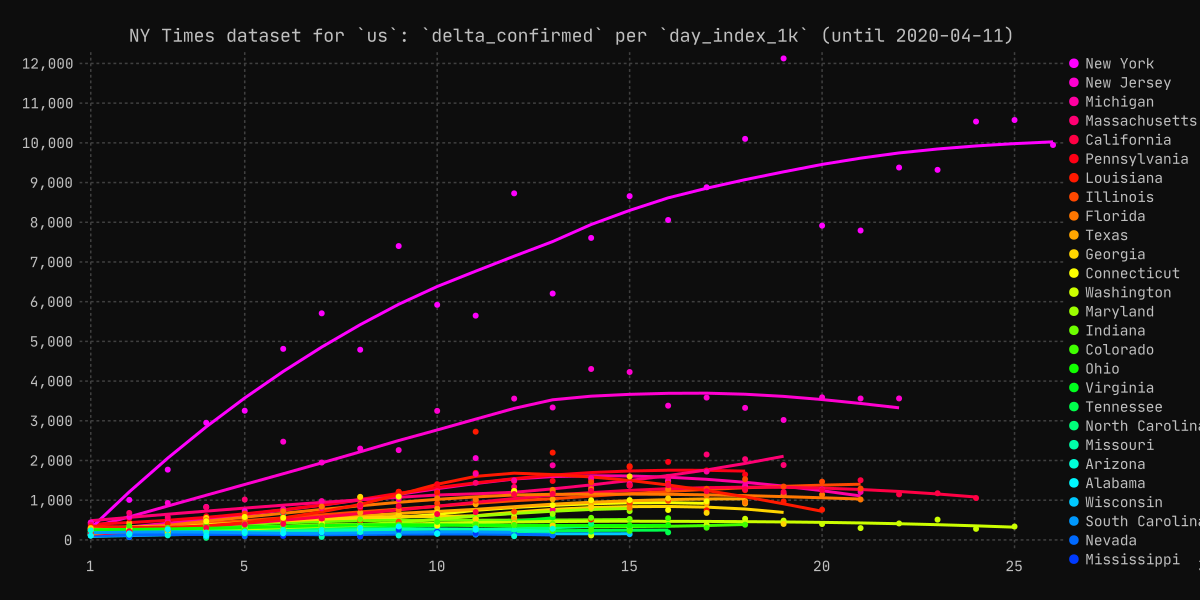 NY Times dataset for `us`: `delta_confirmed` per `day_index_1k` (until 2020-04-11)
12,000
11,000
10,000
9,000
8,000
7,000
6,000
5,000
4,000
3,000
2,000
1,000
0
1 5 10 15 20 25
New York
New Jersey
Michigan
Massachusetts
California
Pennsylvania
Louisiana
Illinois
Florida
Texas
Georgia
Connecticut
Washington
Maryland
Indiana
Colorado
Ohio
Virginia
Tennessee
North Carolina
Missouri
Arizona
Alabama
Wisconsin
South Carolina
Nevada
Mississippi